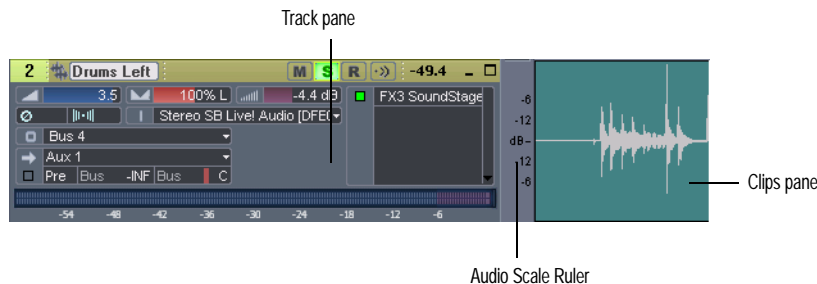 Track pane
2 Drums Left M S R -49.4
3.5 100% L -4.4 dB FX3 SoundStage
Stereo SB Live! Audio [DFE0
Bus 4
Aux 1
Pre Bus -INF Bus C
-54 -48 -42 -36 -30 -24 -18 -12 -6
-6
-12
dB-
-12
-6
Clips pane
Audio Scale Ruler